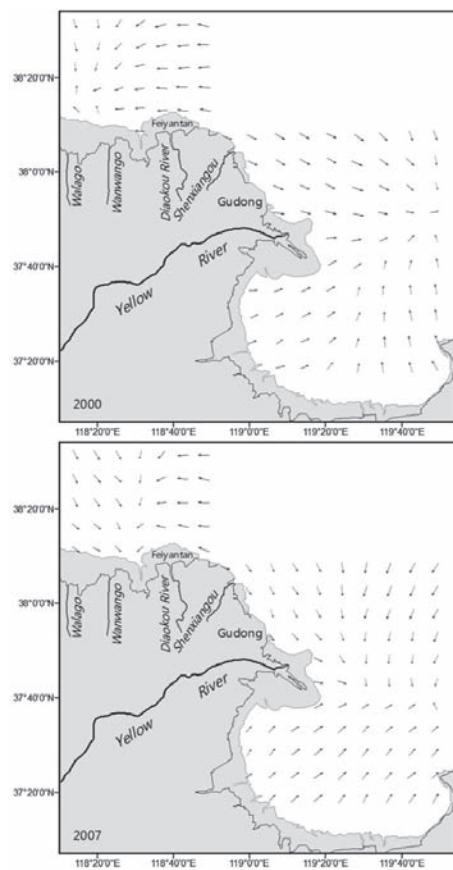 38°20'0"N
38°0'0"N
37°40'0"N
37°20'0"N
Feiyantan
Walago
Wanwango
Diaokou River
Shenxiangou
Gudong
Yellow River
2000
118°20'0"E 118°40'0"E 119°0'0"E 119°20'0"E 119°40'0"E
38°20'0"N
38°0'0"N
37°40'0"N
37°20'0"N
Feiyantan
Walago
Wanwango
Diaokou River
Shenxiangou
Gudong
Yellow River
2007
118°20'0"E 118°40'0"E 119°0'0"E 119°20'0"E 119°40'0"E